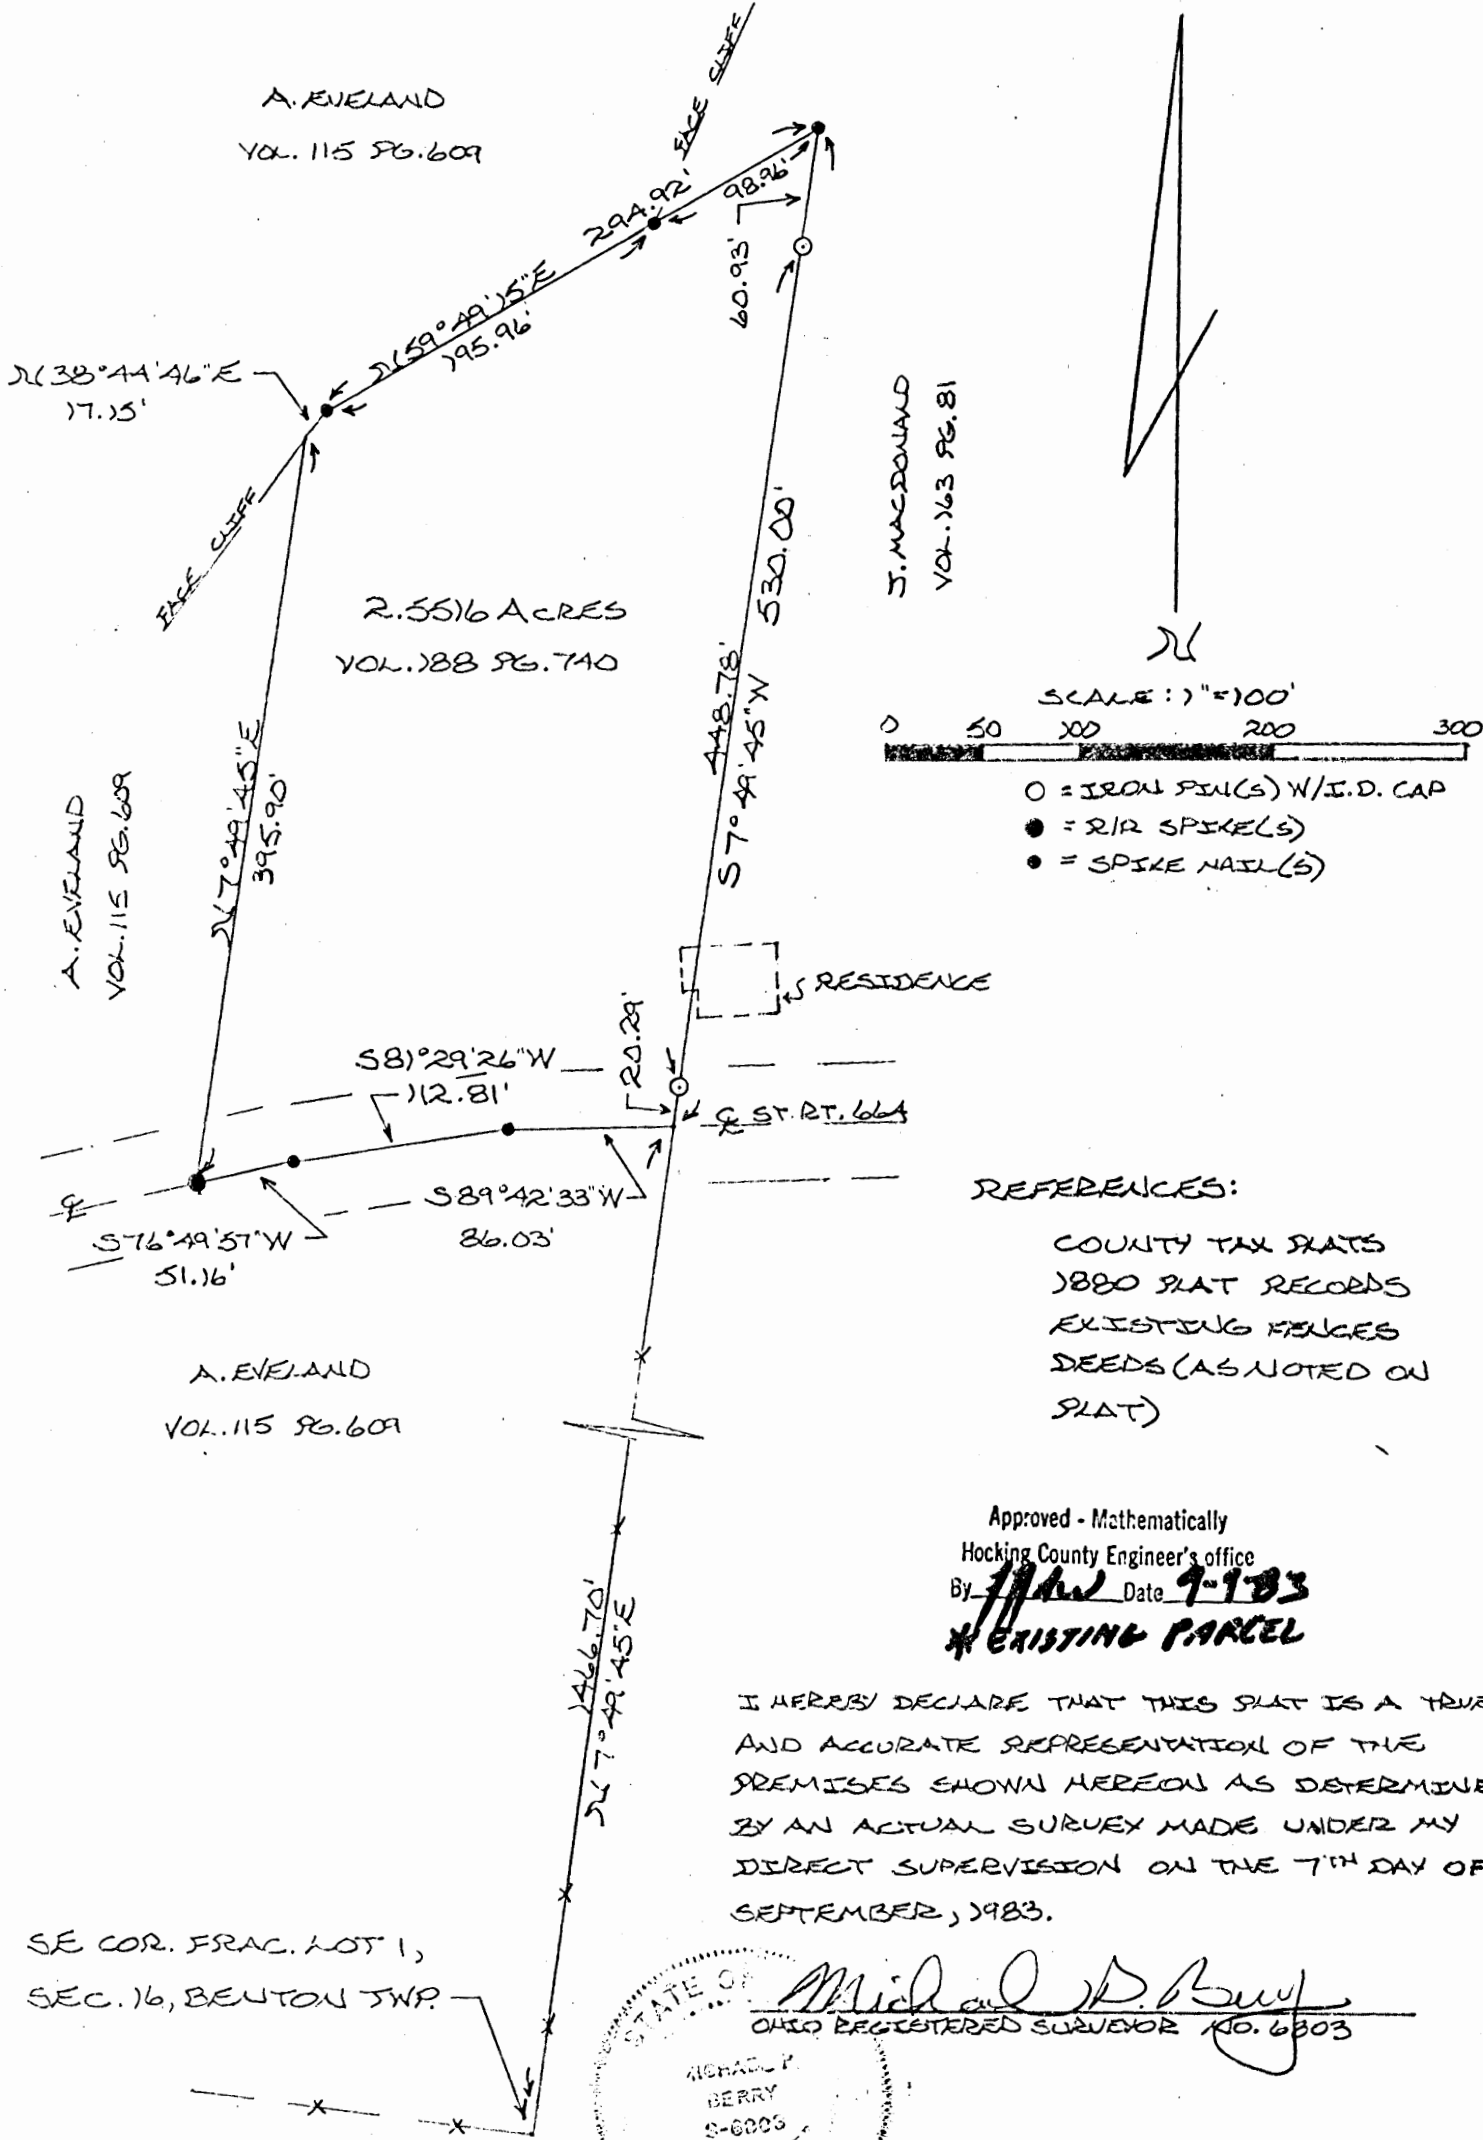 FACE CLIFF
A. EVELAND
VOL. 115 PG. 609
294.92'
98.96'
60.93'
N 59°49'15"E
195.96'
N 38°44'46"E
17.15'
J. MACDONALD
VOL. 163 PG. 81
FACE CLIFF
530.00'
448.78'
S 7°49'45"W
2.5516 ACRES
VOL. 188 PG. 740
N
SCALE: 1"=100'
0 50 100 200 300
O = IRON PIN(S) W/I.D. CAP
● = R/R SPIKE(S)
• = SPIKE NAIL(S)
N 7°49'45"E
395.90'
A. EVELAND
VOL. 115 PG. 609
RESIDENCE
20.29'
S 81°29'26"W
112.81'
℄ ST. RT. 664
℄
S 89°42'33"W
86.03'
S 76°49'57"W
51.16'
REFERENCES:
COUNTY TAX PLATS
1880 PLAT RECORDS
EXISTING FENCES
DEEDS (AS NOTED ON
PLAT)
A. EVELAND
VOL. 115 PG. 609
Approved - Mathematically
Hocking County Engineer's office
By Date 9-9-83
* EXISTING PARCEL
1466.70'
N 7°49'45"E
I HEREBY DECLARE THAT THIS PLAT IS A TRUE
AND ACCURATE REPRESENTATION OF THE
PREMISES SHOWN HEREON AS DETERMINE
BY AN ACTUAL SURVEY MADE UNDER MY
DIRECT SUPERVISION ON THE 7TH DAY OF
SEPTEMBER, 1983.
SE COR. FRAC. LOT 1,
SEC. 16, BENTON TWP.
Michael P. Berry
OHIO REGISTERED SURVEYOR NO. 6803
STATE OF
MICHAEL P.
BERRY